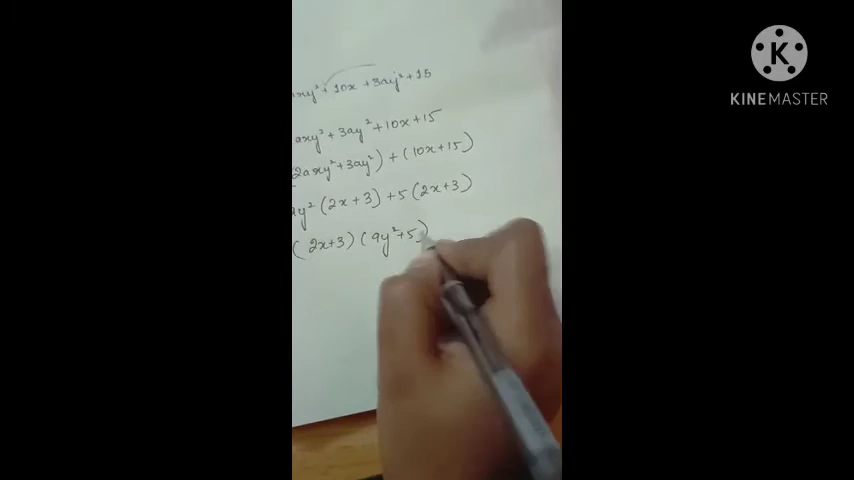 xy² + 10x + 3ay² + 15
axy² + 3ay² + 10x + 15
(2axy² + 3ay²) + (10x + 15)
y² (2x + 3) + 5 (2x + 3)
(2x+3) (ay² + 5)
K
KINEMASTER